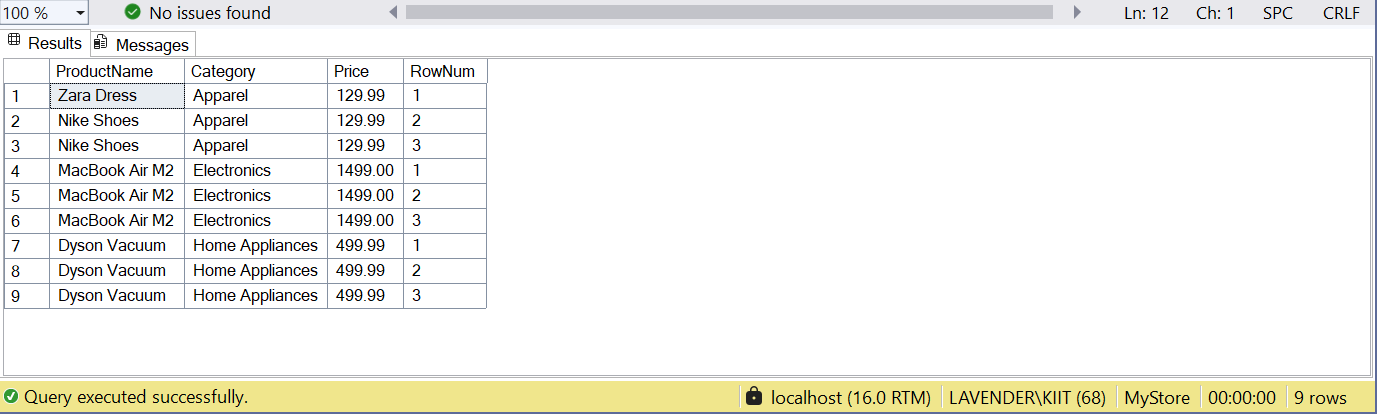 100 % No issues found Ln: 12 Ch: 1 SPC CRLF
Results Messages
ProductName Category Price RowNum
1 Zara Dress Apparel 129.99 1
2 Nike Shoes Apparel 129.99 2
3 Nike Shoes Apparel 129.99 3
4 MacBook Air M2 Electronics 1499.00 1
5 MacBook Air M2 Electronics 1499.00 2
6 MacBook Air M2 Electronics 1499.00 3
7 Dyson Vacuum Home Appliances 499.99 1
8 Dyson Vacuum Home Appliances 499.99 2
9 Dyson Vacuum Home Appliances 499.99 3
Query executed successfully. localhost (16.0 RTM) LAVENDER\KIIT (68) MyStore 00:00:00 9 rows